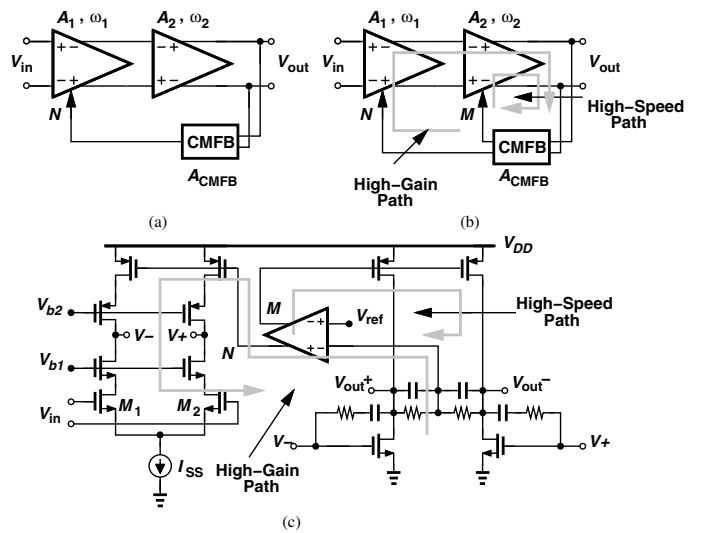 A1 , ω1
A2 , ω2
+ −
+ −
− +
− +
Vin
Vout
N
CMFB
ACMFB
(a)
A1 , ω1
A2 , ω2
+ −
+ −
− +
− +
Vin
Vout
N
M
High−Speed
Path
CMFB
ACMFB
High−Gain
Path
(b)
VDD
Vb2
V−
V+
M
N
− +
+ −
Vref
High−Speed
Path
Vb1
Vin
M1
M2
Vout+
Vout−
ISS
High−Gain
Path
V−
V+
(c)